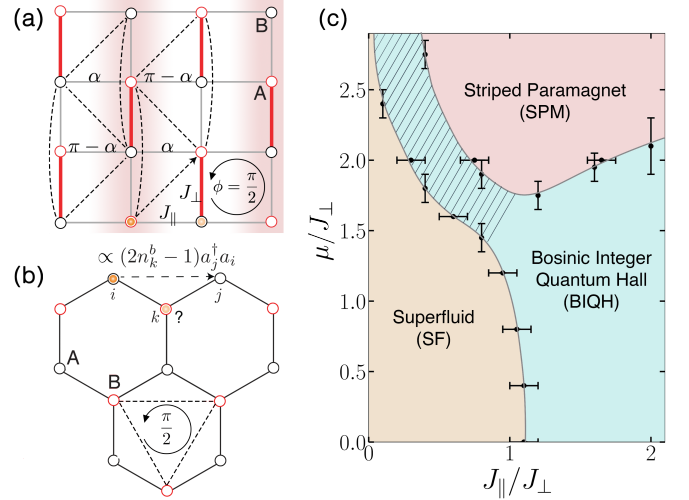 (a)
B
α
π − α
A
π − α
α
J⊥
ϕ = π/2
J∥
(b)
∝ (2n_k^b − 1)a_j^†a_i
i
j
k
?
A
B
π/2
(c)
μ/J⊥
2.5
2.0
1.5
1.0
0.5
0.0
Striped Paramagnet
(SPM)
Bosinic Integer
Quantum Hall
(BIQH)
Superfluid
(SF)
0
1
2
J∥/J⊥